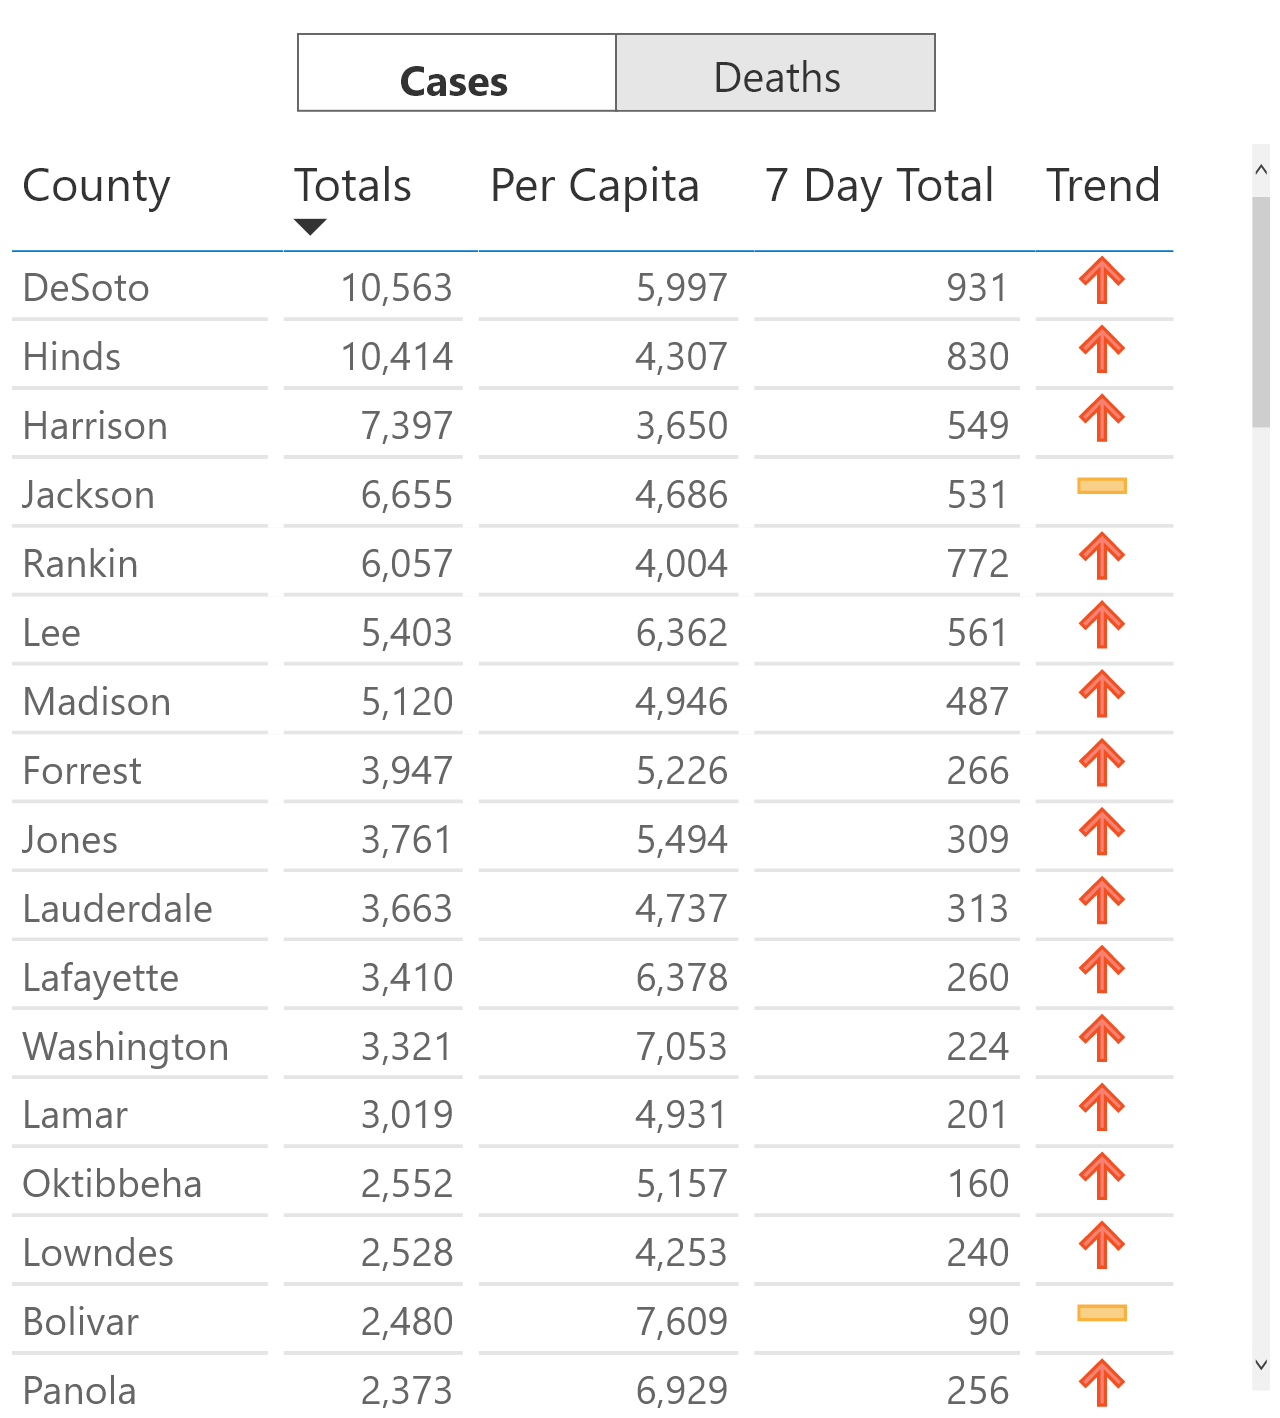 Cases Deaths
County Totals Per Capita 7 Day Total Trend
DeSoto 10,563 5,997 931
Hinds 10,414 4,307 830
Harrison 7,397 3,650 549
Jackson 6,655 4,686 531
Rankin 6,057 4,004 772
Lee 5,403 6,362 561
Madison 5,120 4,946 487
Forrest 3,947 5,226 266
Jones 3,761 5,494 309
Lauderdale 3,663 4,737 313
Lafayette 3,410 6,378 260
Washington 3,321 7,053 224
Lamar 3,019 4,931 201
Oktibbeha 2,552 5,157 160
Lowndes 2,528 4,253 240
Bolivar 2,480 7,609 90
Panola 2,373 6,929 256